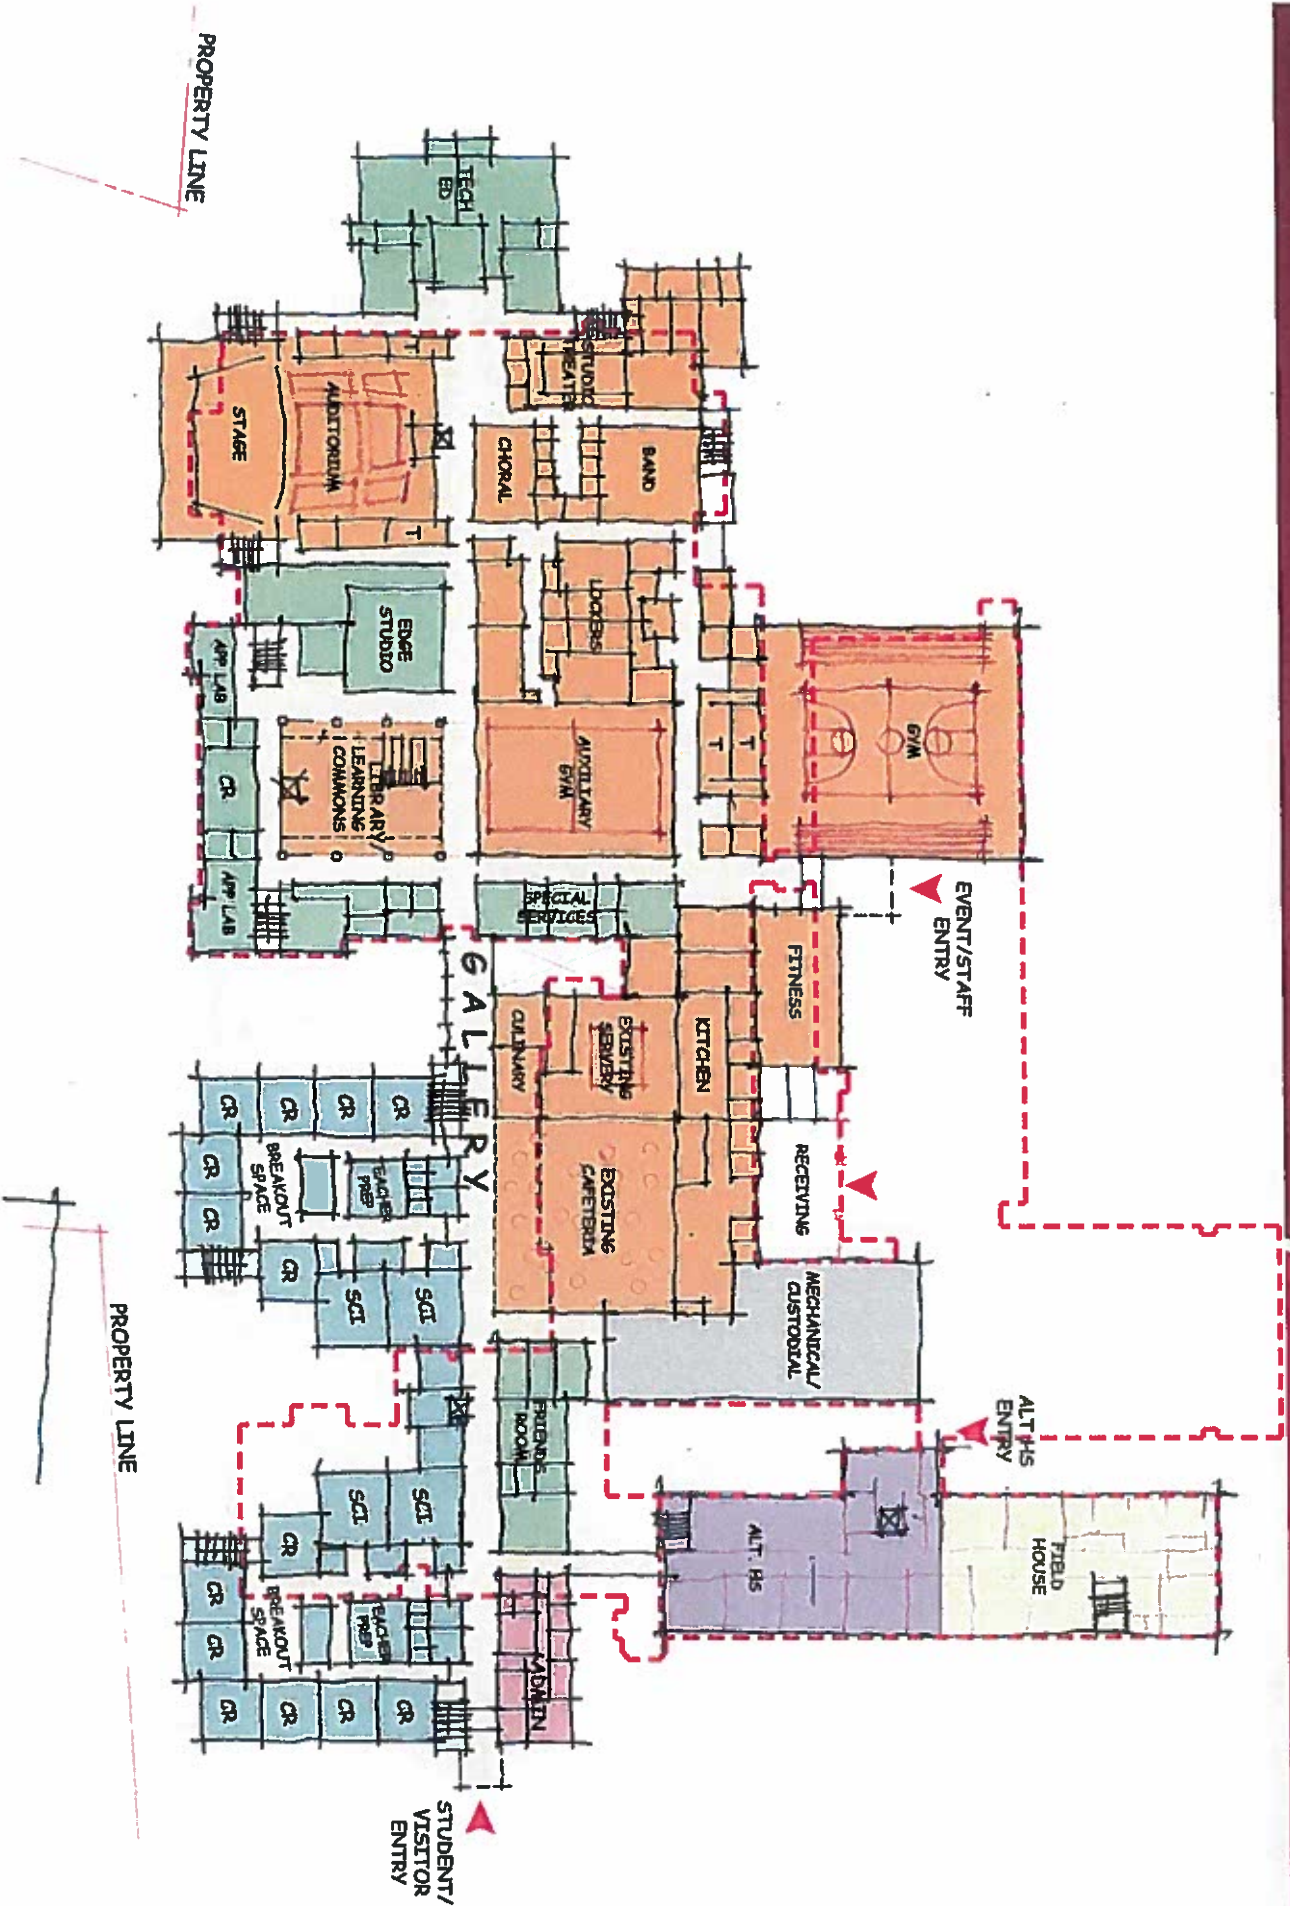 GYM
EVENT/STAFF
ENTRY
ALT HS
ENTRY
FIELD
HOUSE
FITNESS
RECEIVING
MECHANICAL/
CUSTODIAL
ALT. HS
T
T
KITCHEN
BAND
LOCKERS
AUXILIARY
GYM
SPECIAL
SERVICES
EXISTING
SERVERY
EXISTING
CAFETERIA
FRIENDS
ROOM
ADMIN
STUDIO
THEATER
CHORAL
CULINARY
TECH
ED
GALLERY
STUDENT/
VISITOR
ENTRY
T
T
AUDITORIUM
STAGE
EDGE
STUDIO
LIBRARY/
LEARNING
COMMONS
CR
CR
CR
CR
TEACHER
PREP
BREAKOUT
SPACE
CR
CR
SCI
SCI
CR
SCI
SCI
CR
TEACHER
PREP
BREAKOUT
SPACE
CR
CR
CR
CR
CR
CR
APP LAB
CR
APP LAB
PROPERTY LINE
PROPERTY LINE